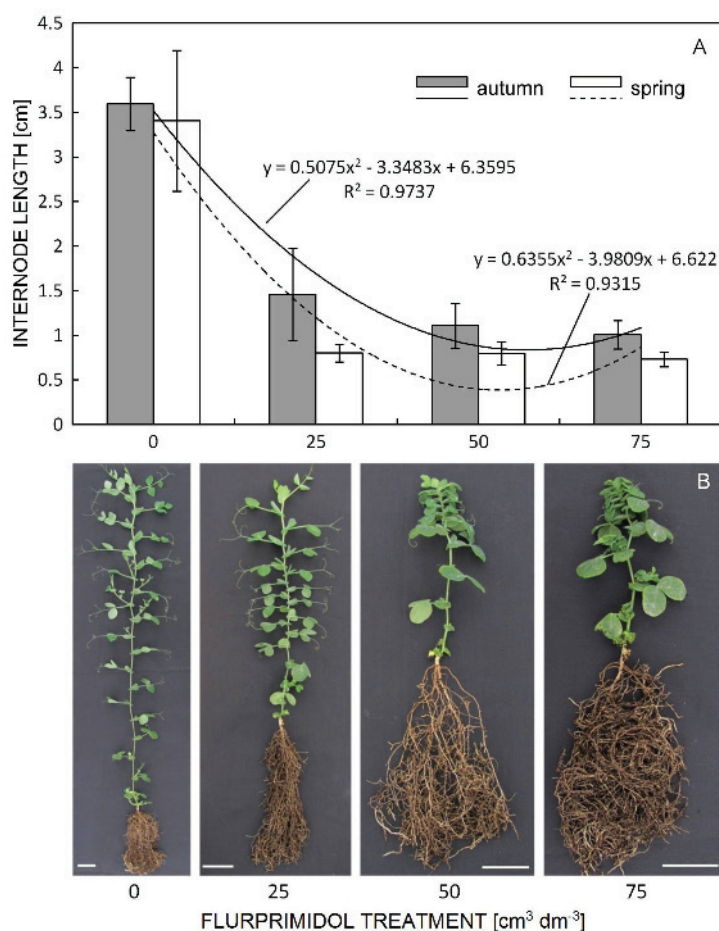 A
4.5
4
3.5
3
2.5
2
1.5
1
0.5
0
INTERNODE LENGTH [cm]
autumn
spring
y = 0.5075x² - 3.3483x + 6.3595
R² = 0.9737
y = 0.6355x² - 3.9809x + 6.622
R² = 0.9315
0 25 50 75
B
0 25 50 75
FLURPRIMIDOL TREATMENT [cm³ dm⁻³]